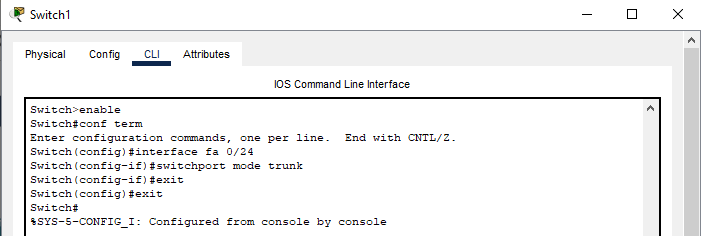 Switch1
Physical Config CLI Attributes
IOS Command Line Interface
Switch>enable
Switch#conf term
Enter configuration commands, one per line.  End with CNTL/Z.
Switch(config)#interface fa 0/24
Switch(config-if)#switchport mode trunk
Switch(config-if)#exit
Switch(config)#exit
Switch#
%SYS-5-CONFIG_I: Configured from console by console